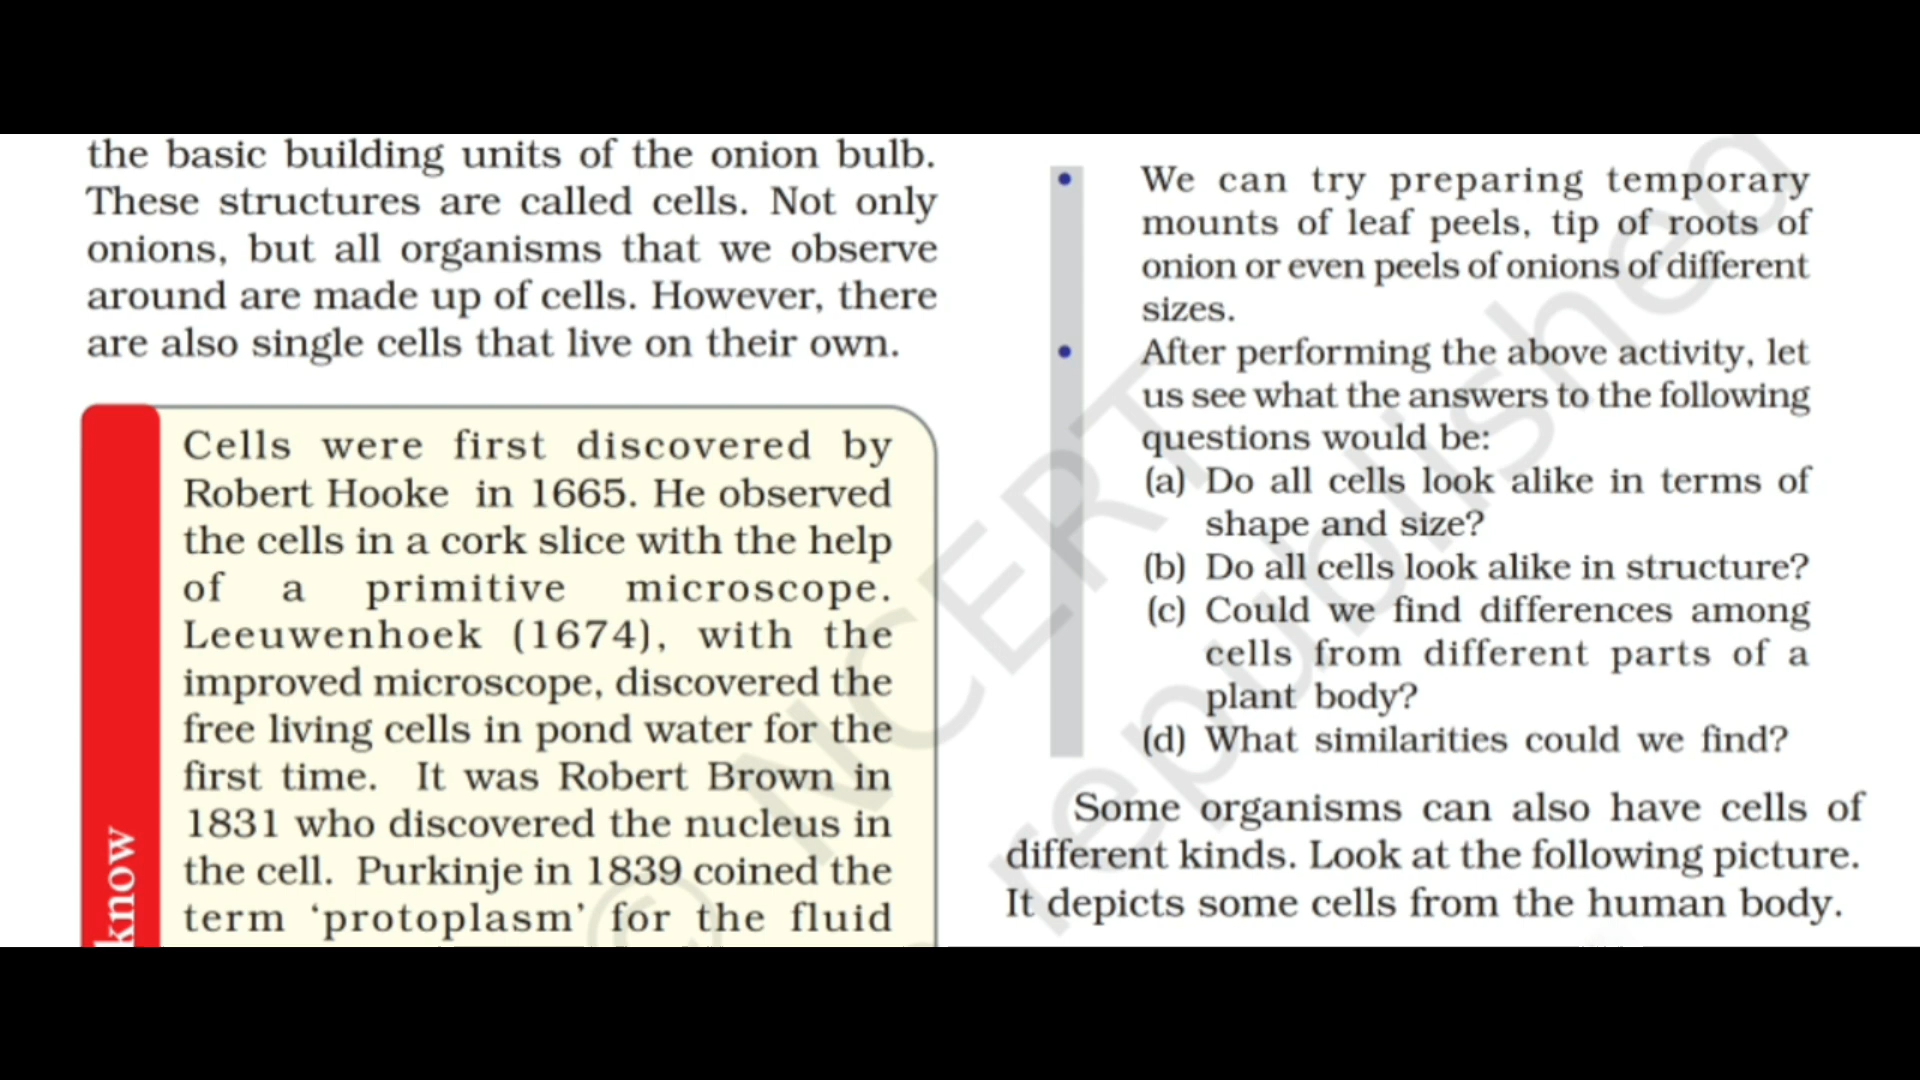 the basic building units of the onion bulb.
These structures are called cells. Not only
onions, but all organisms that we observe
around are made up of cells. However, there
are also single cells that live on their own.
know
Cells were first discovered by
Robert Hooke in 1665. He observed
the cells in a cork slice with the help
of a primitive microscope.
Leeuwenhoek (1674), with the
improved microscope, discovered the
free living cells in pond water for the
first time. It was Robert Brown in
1831 who discovered the nucleus in
the cell. Purkinje in 1839 coined the
term ‘protoplasm’ for the fluid
• We can try preparing temporary
mounts of leaf peels, tip of roots of
onion or even peels of onions of different
sizes.
• After performing the above activity, let
us see what the answers to the following
questions would be:
(a) Do all cells look alike in terms of
shape and size?
(b) Do all cells look alike in structure?
(c) Could we find differences among
cells from different parts of a
plant body?
(d) What similarities could we find?
Some organisms can also have cells of
different kinds. Look at the following picture.
It depicts some cells from the human body.
© NCERT
republished